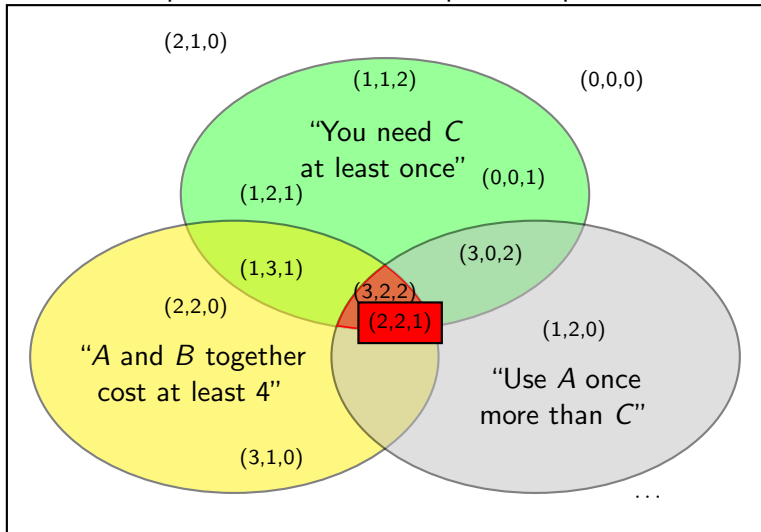 (2,1,0)
(1,1,2)
(0,0,0)
“You need C
at least once”
(0,0,1)
(1,2,1)
(3,0,2)
(1,3,1)
(3,2,2)
(2,2,0)
(2,2,1)
(1,2,0)
“A and B together
cost at least 4”
“Use A once
more than C”
(3,1,0)
...